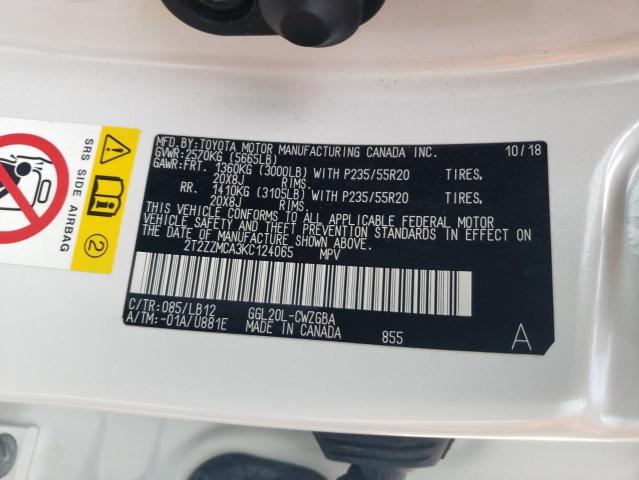 MFD.BY:TOYOTA MOTOR MANUFACTURING CANADA INC. 10/18
GVWR:2570KG (5665LB)
GAWR:FRT. 1360KG (3000LB) WITH P235/55R20 TIRES,
20X8J RIMS.
RR. 1410KG (3105LB) WITH P235/55R20 TIRES,
20X8J RIMS.
THIS VEHICLE CONFORMS TO ALL APPLICABLE FEDERAL MOTOR
VEHICLE SAFETY AND THEFT PREVENTION STANDARDS IN EFFECT ON
THE DATE OF MANUFACTURE SHOWN ABOVE.
2T2ZZMCA3KC124065 MPV
C/TR:085/LB12 GGL20L-CWZGBA
A/TM:-01A/U881E MADE IN CANADA 855 A
SRS SIDE AIRBAG
2